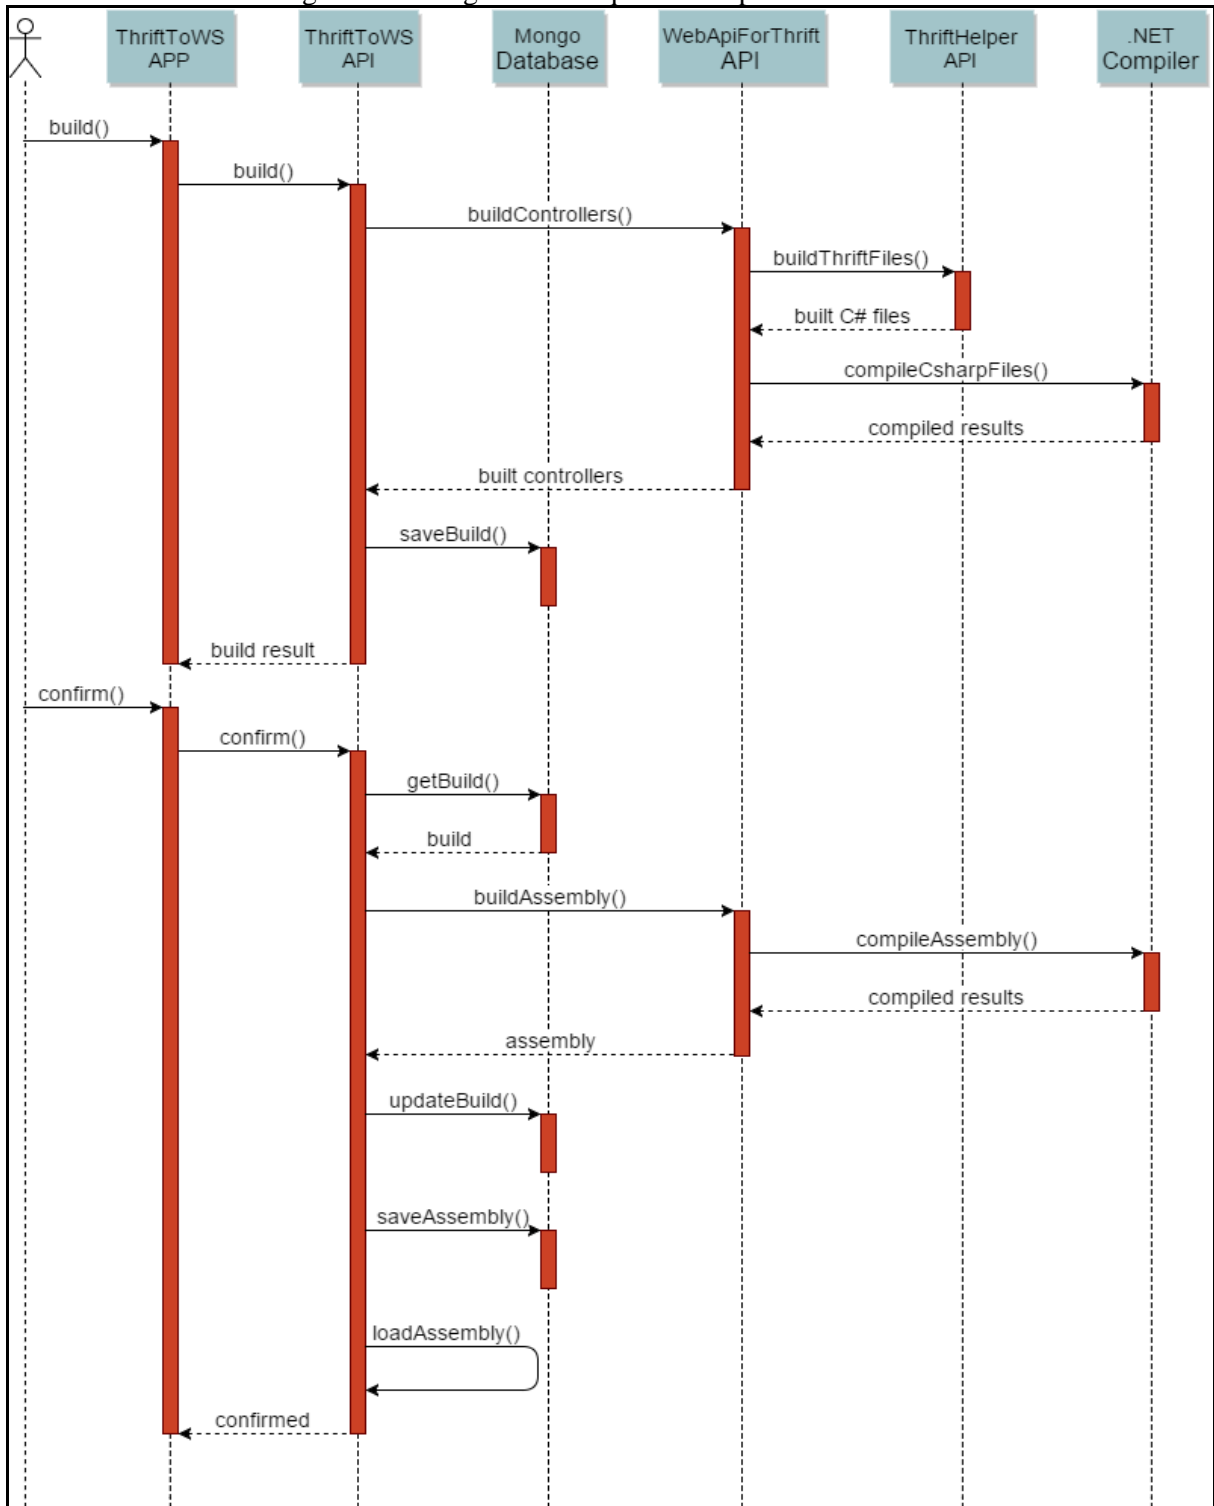 ThriftToWS
APP
ThriftToWS
API
Mongo
Database
WebApiForThrift
API
ThriftHelper
API
.NET
Compiler
build()
build()
buildControllers()
buildThriftFiles()
built C# files
compileCsharpFiles()
compiled results
built controllers
saveBuild()
build result
confirm()
confirm()
getBuild()
build
buildAssembly()
compileAssembly()
compiled results
assembly
updateBuild()
saveAssembly()
loadAssembly()
confirmed